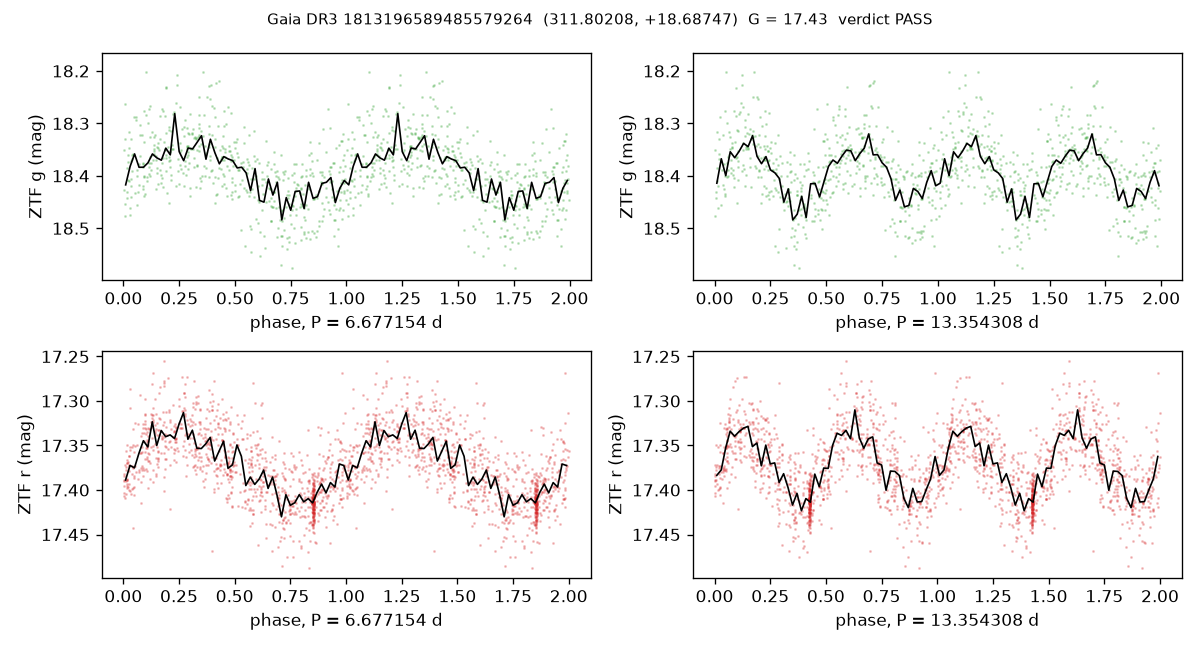 Gaia DR3 1813196589485579264  (311.80208, +18.68747)  G = 17.43  verdict PASS
ZTF g (mag)
18.2
18.3
18.4
18.5
0.00 0.25 0.50 0.75 1.00 1.25 1.50 1.75 2.00
phase, P = 6.677154 d
ZTF g (mag)
18.2
18.3
18.4
18.5
0.00 0.25 0.50 0.75 1.00 1.25 1.50 1.75 2.00
phase, P = 13.354308 d
ZTF r (mag)
17.25
17.30
17.35
17.40
17.45
0.00 0.25 0.50 0.75 1.00 1.25 1.50 1.75 2.00
phase, P = 6.677154 d
ZTF r (mag)
17.25
17.30
17.35
17.40
17.45
0.00 0.25 0.50 0.75 1.00 1.25 1.50 1.75 2.00
phase, P = 13.354308 d